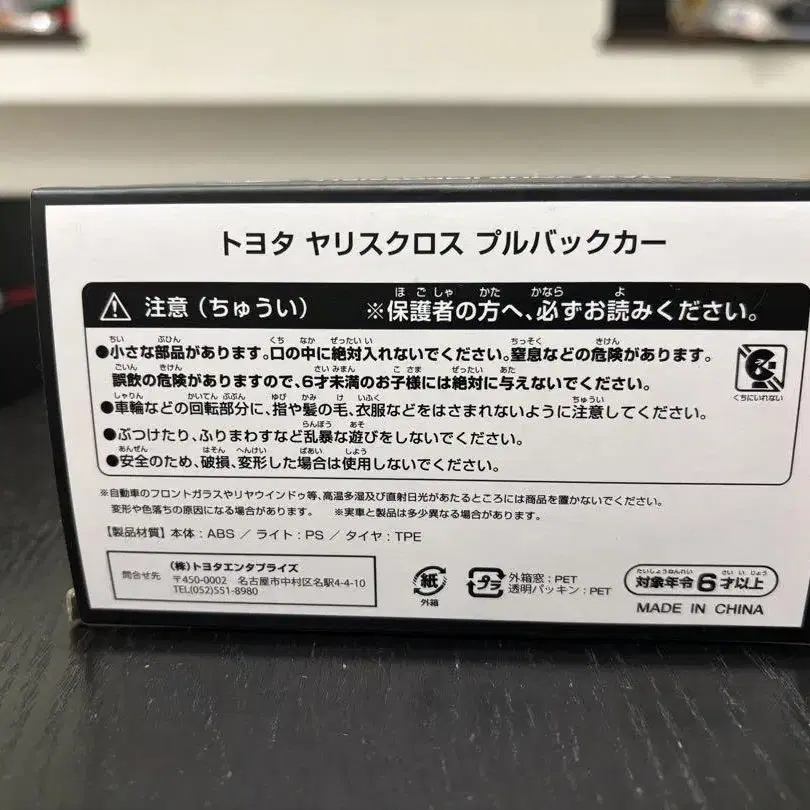 トヨタ ヤリスクロス プルバックカー
注意（ちゅうい） ※保護者の方へ、必ずお読みください。
●小さな部品があります。口の中に絶対入れないでください。窒息などの危険があります。
誤飲の危険がありますので、6才未満のお子様には絶対に与えないでください。
●車輪などの回転部分に、指や髪の毛、衣服などをはさまれないように注意してください。
●ぶつけたり、ふりまわすなど乱暴な遊びをしないでください。
●安全のため、破損、変形した場合は使用しないでください。
くちにいれない
※自動車のフロントガラスやリヤウインドゥ等、高温多湿及び直射日光があたるところには商品を置かないでください。
変形や色落ちの原因になる場合があります。 ※実車と製品は多少異なる場合があります。
【製品材質】本体：ABS ／ ライト：PS ／ タイヤ：TPE
問合せ先
（株）トヨタエンタプライズ
〒450-0002 名古屋市中村区名駅4-4-10
TEL(052)551-8980
紙
外箱
プラ
外箱窓：PET
透明パッキン：PET
たいしょうねんれい さい い じょう
対象年令6才以上
MADE IN CHINA